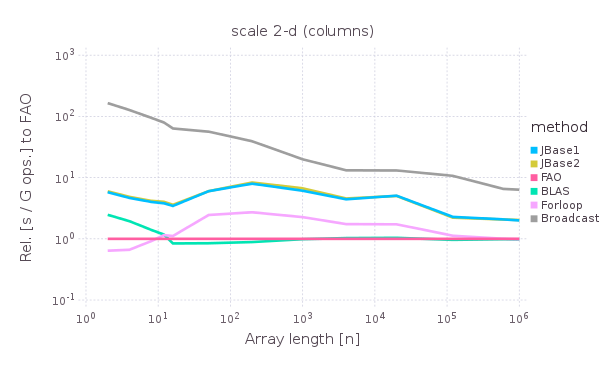 scale 2-d (columns)
Rel. [s / G ops.] to FAO
10³
10²
10¹
10⁰
10⁻¹
10⁰ 10¹ 10² 10³ 10⁴ 10⁵ 10⁶
Array length [n]
method
JBase1
JBase2
FAO
BLAS
Forloop
Broadcast